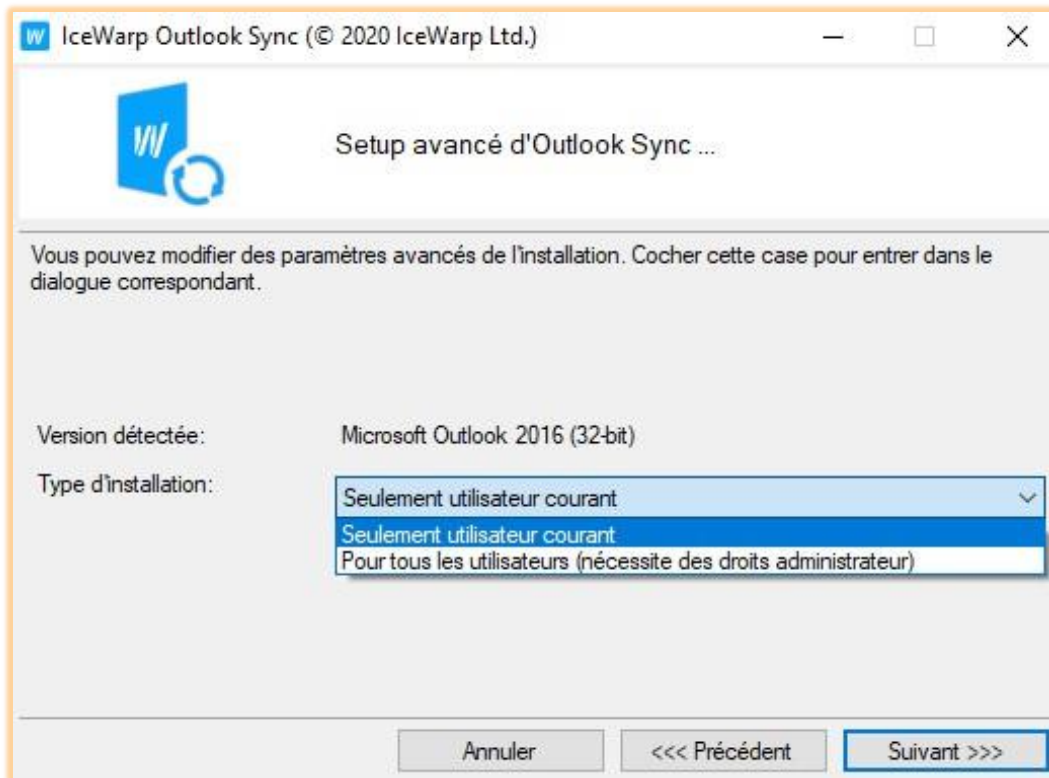 IceWarp Outlook Sync (© 2020 IceWarp Ltd.)
Setup avancé d'Outlook Sync ...
Vous pouvez modifier des paramètres avancés de l'installation. Cocher cette case pour entrer dans le
dialogue correspondant.
Version détectée: Microsoft Outlook 2016 (32-bit)
Type d'installation: Seulement utilisateur courant
Seulement utilisateur courant
Pour tous les utilisateurs (nécessite des droits administrateur)
Annuler <<< Précédent Suivant >>>